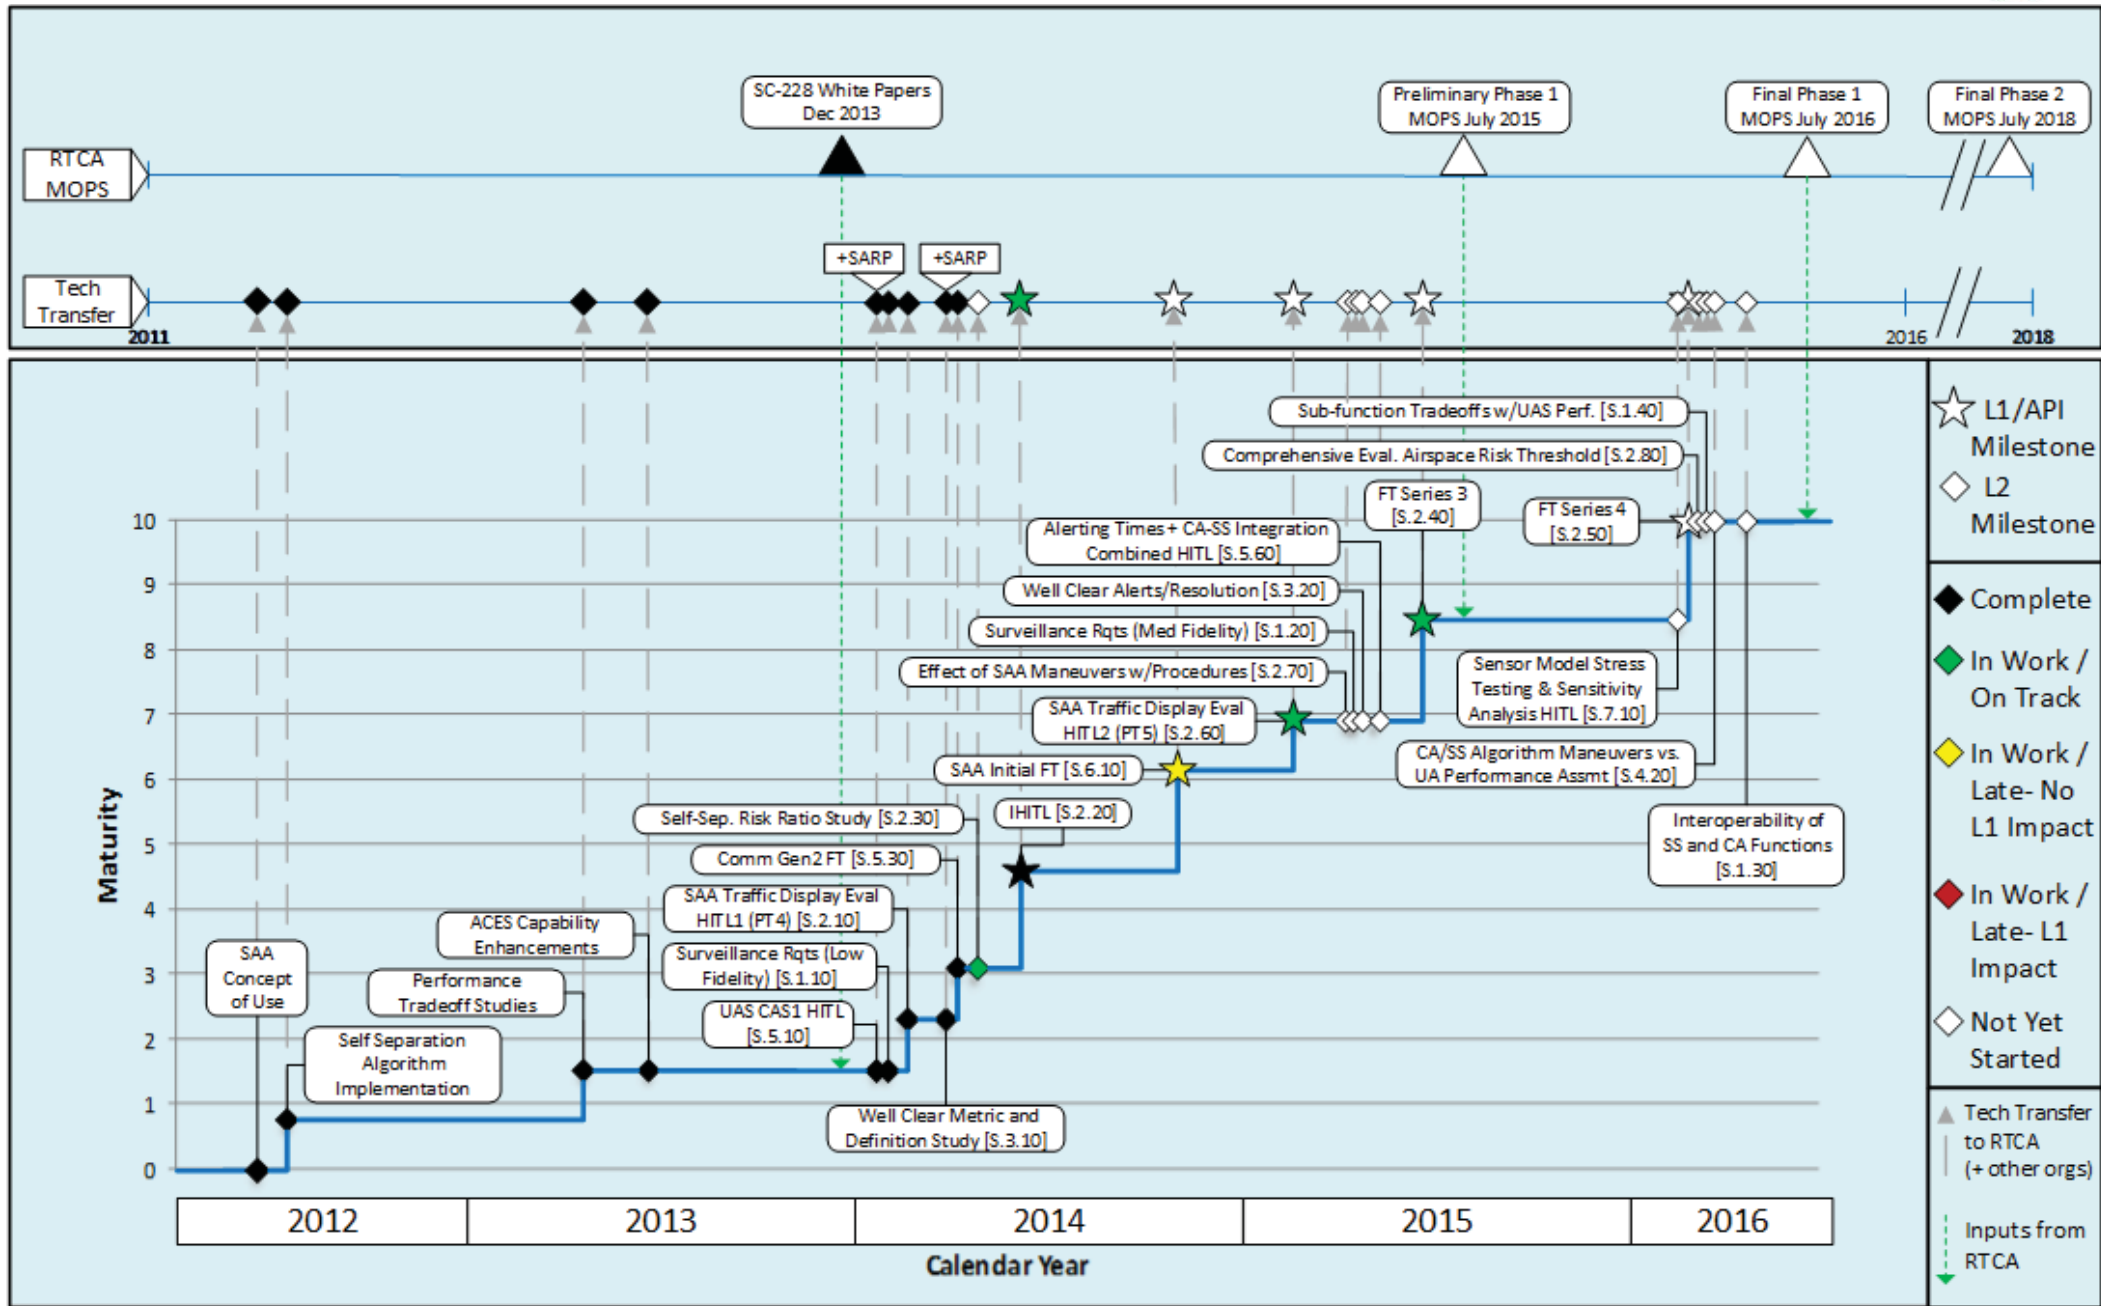 SC-228 White Papers
Dec 2013
Preliminary Phase 1
MOPS July 2015
Final Phase 1
MOPS July 2016
Final Phase 2
MOPS July 2018
RTCA
MOPS
+SARP
+SARP
Tech
Transfer
2011
2016
2018
Sub-function Tradeoffs w/UAS Perf. [S.1.40]
Comprehensive Eval. Airspace Risk Threshold [S.2.80]
FT Series 3
[S.2.40]
FT Series 4
[S.2.50]
Alerting Times + CA-SS Integration
Combined HITL [S.5.60]
Well Clear Alerts/Resolution [S.3.20]
Surveillance Rqts (Med Fidelity) [S.1.20]
Effect of SAA Maneuvers w/Procedures [S.2.70]
SAA Traffic Display Eval
HITL2 (PT5) [S.2.60]
Sensor Model Stress
Testing & Sensitivity
Analysis HITL [S.7.10]
SAA Initial FT [S.6.10]
CA/SS Algorithm Maneuvers vs.
UA Performance Assmt [S.4.20]
IHITL [S.2.20]
Self-Sep. Risk Ratio Study [S.2.30]
Interoperability of
SS and CA Functions
[S.1.30]
Comm Gen2 FT [S.5.30]
SAA Traffic Display Eval
HITL1 (PT4) [S.2.10]
ACES Capability
Enhancements
Surveillance Rqts (Low
Fidelity) [S.1.10]
SAA
Concept
of Use
Performance
Tradeoff Studies
UAS CAS1 HITL
[S.5.10]
Self Separation
Algorithm
Implementation
Well Clear Metric and
Definition Study [S.3.10]
10
9
8
7
6
5
4
3
2
1
0
Maturity
2012
2013
2014
2015
2016
Calendar Year
L1/API
Milestone
L2
Milestone
Complete
In Work /
On Track
In Work /
Late- No
L1 Impact
In Work /
Late- L1
Impact
Not Yet
Started
Tech Transfer
to RTCA
(+ other orgs)
Inputs from
RTCA